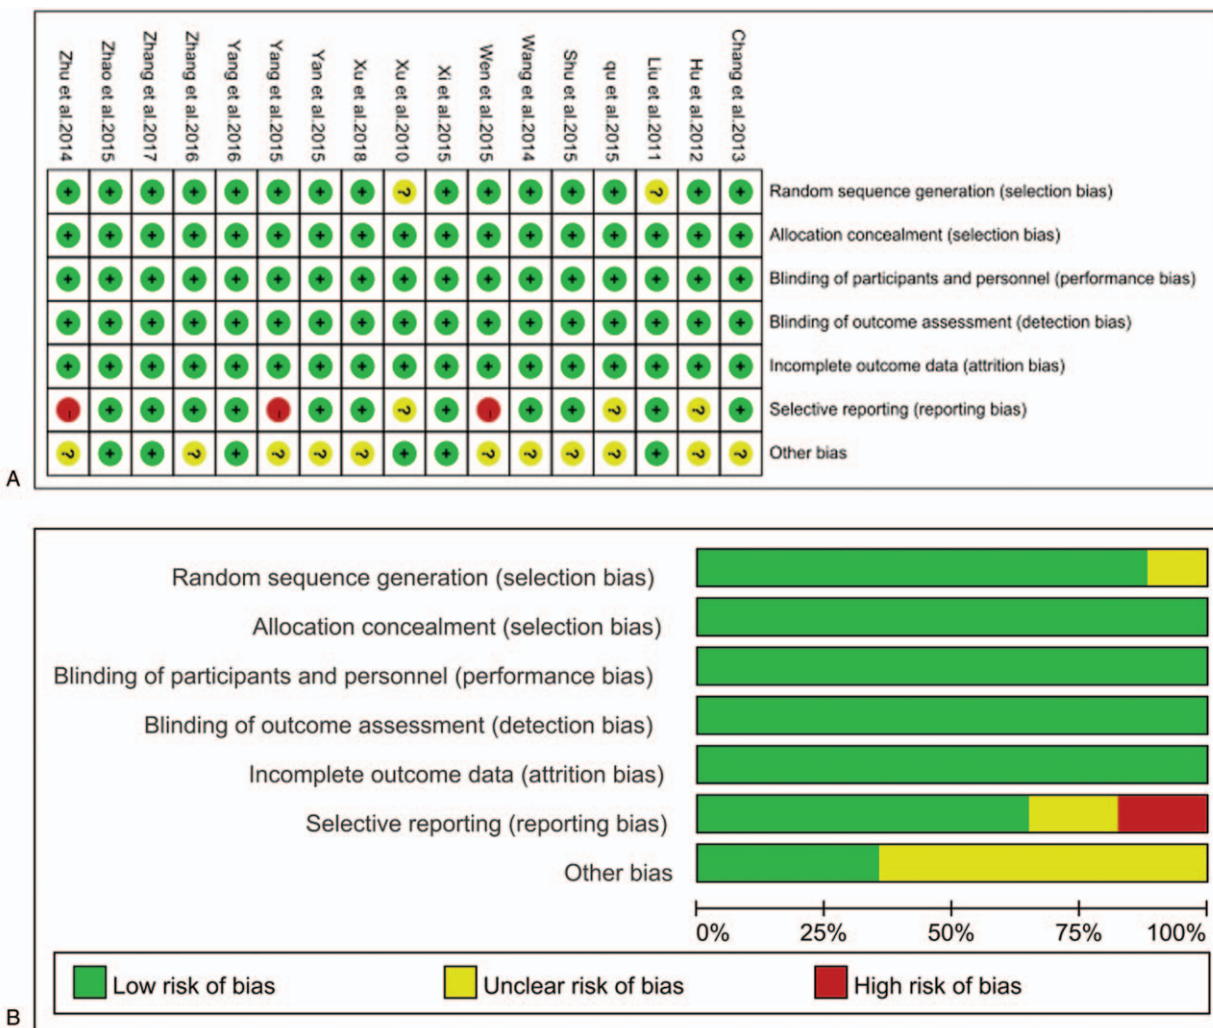 Zhu et al.2014
Zhao et al.2015
Zhang et al.2017
Zhang et al.2016
Yang et al.2016
Yang et al.2015
Yan et al.2015
Xu et al.2018
Xu et al.2010
Xi et al.2015
Wen et al.2015
Wang et al.2014
Shu et al.2015
qu et al.2015
Liu et al.2011
Hu et al.2012
Chang et al.2013
+ + + + + + + + ? + + + + + ? + + Random sequence generation (selection bias)
+ + + + + + + + + + + + + + + + + Allocation concealment (selection bias)
+ + + + + + + + + + + + + + + + + Blinding of participants and personnel (performance bias)
+ + + + + + + + + + + + + + + + + Blinding of outcome assessment (detection bias)
+ + + + + + + + + + + + + + + + + Incomplete outcome data (attrition bias)
- + + + + - + + ? + - + + ? + ? + Selective reporting (reporting bias)
? + + ? + ? ? ? + + ? ? ? ? + ? ? Other bias
A
Random sequence generation (selection bias)
Allocation concealment (selection bias)
Blinding of participants and personnel (performance bias)
Blinding of outcome assessment (detection bias)
Incomplete outcome data (attrition bias)
Selective reporting (reporting bias)
Other bias
0% 25% 50% 75% 100%
Low risk of bias Unclear risk of bias High risk of bias
B